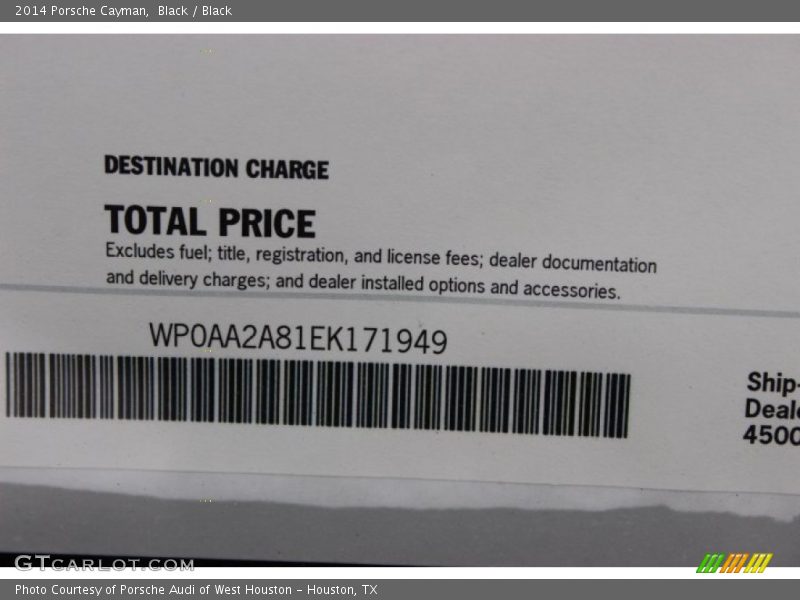 2014 Porsche Cayman, Black / Black
DESTINATION CHARGE
TOTAL PRICE
Excludes fuel; title, registration, and license fees; dealer documentation
and delivery charges; and dealer installed options and accessories.
WP0AA2A81EK171949
Ship-
Deale
4500
GTCARLOT.COM
Photo Courtesy of Porsche Audi of West Houston - Houston, TX